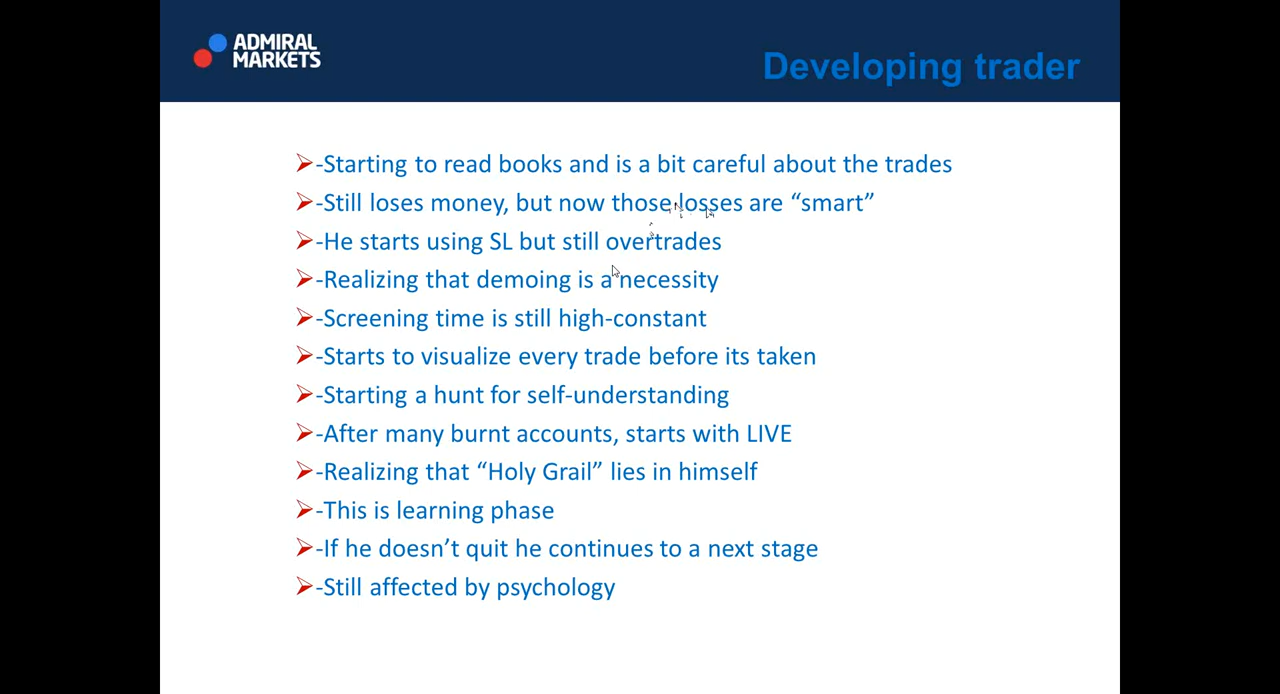 ADMIRAL
MARKETS
Developing trader
-Starting to read books and is a bit careful about the trades
-Still loses money, but now those losses are “smart”
-He starts using SL but still overtrades
-Realizing that demoing is a necessity
-Screening time is still high-constant
-Starts to visualize every trade before its taken
-Starting a hunt for self-understanding
-After many burnt accounts, starts with LIVE
-Realizing that “Holy Grail” lies in himself
-This is learning phase
-If he doesn’t quit he continues to a next stage
-Still affected by psychology